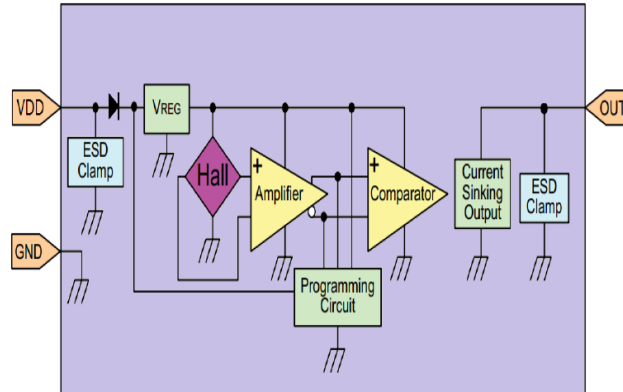 VDD
VREG
OUT
ESD
Clamp
Hall
+
Amplifier
+
Comparator
Current
Sinking
Output
ESD
Clamp
GND
Programming
Circuit